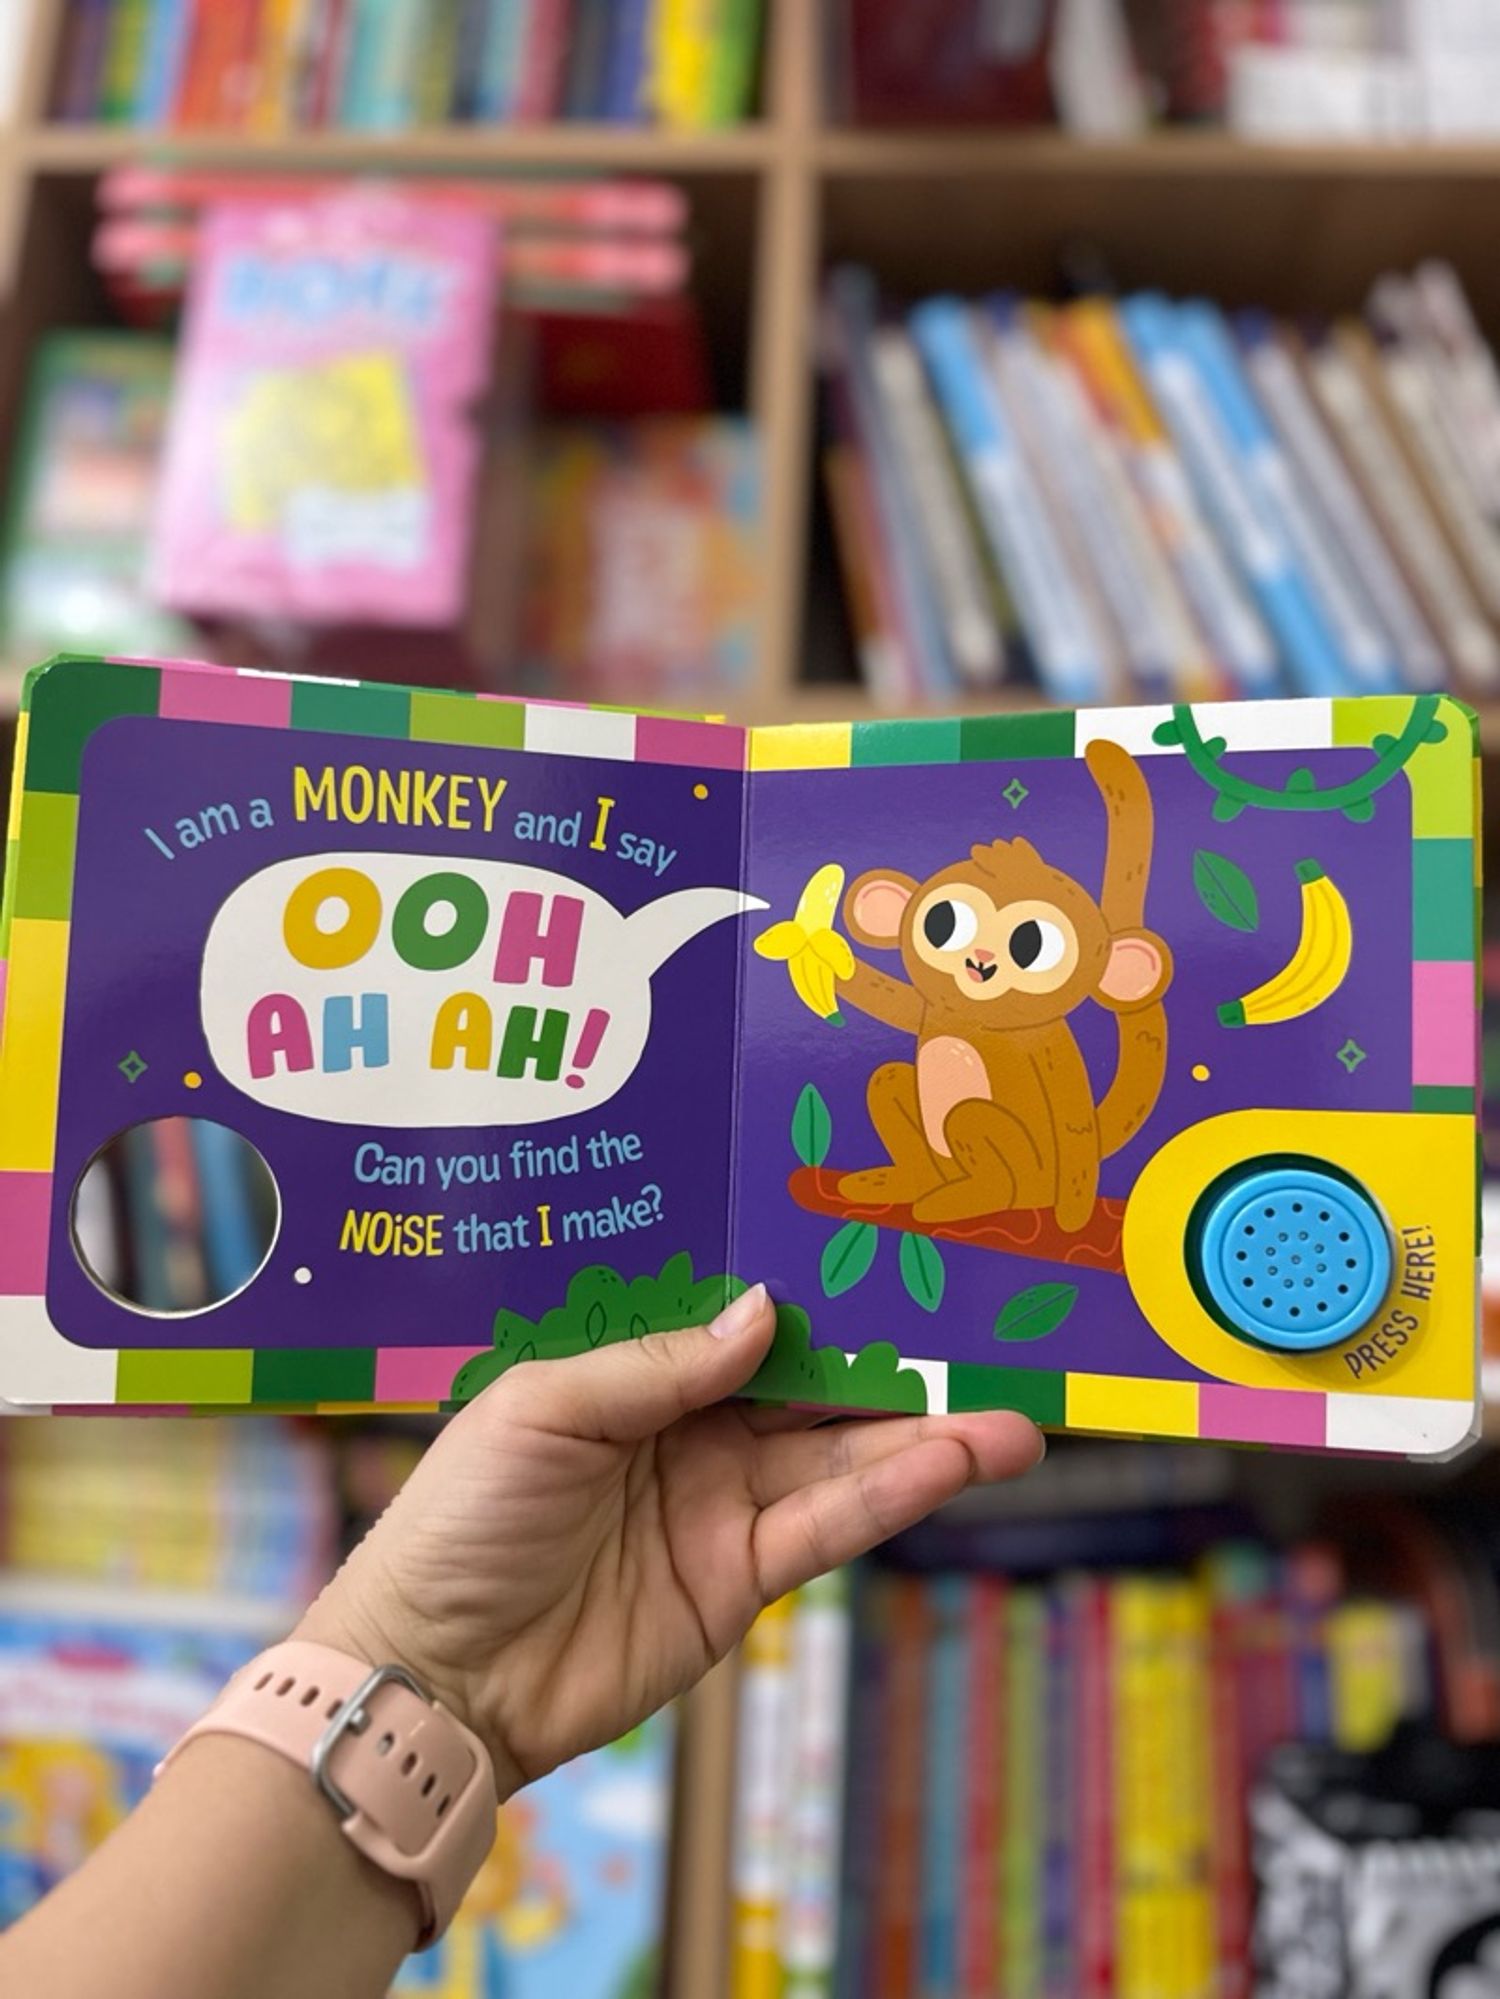 I am a MONKEY and I say
OOH
AH AH!
Can you find the
NOiSE that I make?
PRESS HERE!